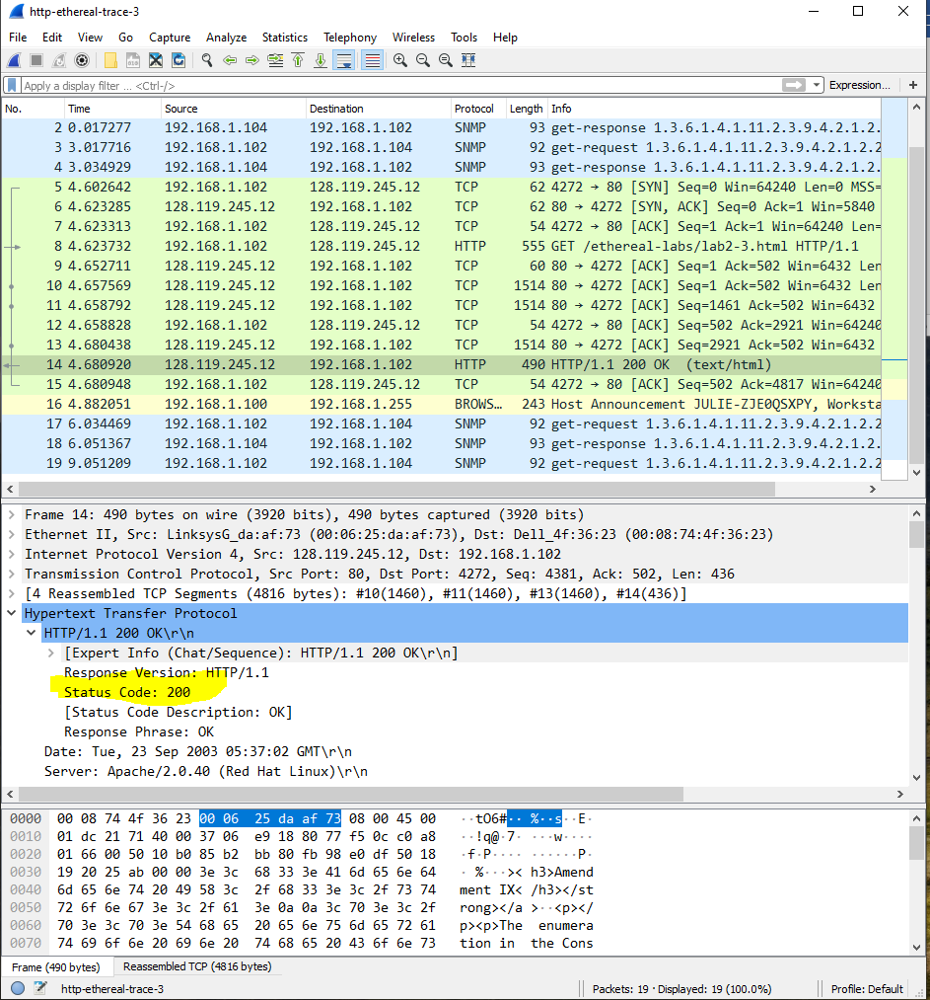 http-ethereal-trace-3
File Edit View Go Capture Analyze Statistics Telephony Wireless Tools Help
Apply a display filter ... <Ctrl-/> Expression... +
No. Time Source Destination Protocol Length Info
2 0.017277 192.168.1.104 192.168.1.102 SNMP 93 get-response 1.3.6.1.4.1.11.2.3.9.4.2.1.2.
3 3.017716 192.168.1.102 192.168.1.104 SNMP 92 get-request 1.3.6.1.4.1.11.2.3.9.4.2.1.2.2
4 3.034929 192.168.1.104 192.168.1.102 SNMP 93 get-response 1.3.6.1.4.1.11.2.3.9.4.2.1.2.
5 4.602642 192.168.1.102 128.119.245.12 TCP 62 4272 → 80 [SYN] Seq=0 Win=64240 Len=0 MSS=
6 4.623285 128.119.245.12 192.168.1.102 TCP 62 80 → 4272 [SYN, ACK] Seq=0 Ack=1 Win=5840
7 4.623313 192.168.1.102 128.119.245.12 TCP 54 4272 → 80 [ACK] Seq=1 Ack=1 Win=64240 Len=
8 4.623732 192.168.1.102 128.119.245.12 HTTP 555 GET /ethereal-labs/lab2-3.html HTTP/1.1
9 4.652711 128.119.245.12 192.168.1.102 TCP 60 80 → 4272 [ACK] Seq=1 Ack=502 Win=6432 Len
10 4.657569 128.119.245.12 192.168.1.102 TCP 1514 80 → 4272 [ACK] Seq=1 Ack=502 Win=6432 Len
11 4.658792 128.119.245.12 192.168.1.102 TCP 1514 80 → 4272 [ACK] Seq=1461 Ack=502 Win=6432
12 4.658828 192.168.1.102 128.119.245.12 TCP 54 4272 → 80 [ACK] Seq=502 Ack=2921 Win=64240
13 4.680438 128.119.245.12 192.168.1.102 TCP 1514 80 → 4272 [ACK] Seq=2921 Ack=502 Win=6432
14 4.680920 128.119.245.12 192.168.1.102 HTTP 490 HTTP/1.1 200 OK (text/html)
15 4.680948 192.168.1.102 128.119.245.12 TCP 54 4272 → 80 [ACK] Seq=502 Ack=4817 Win=64240
16 4.882051 192.168.1.100 192.168.1.255 BROWS… 243 Host Announcement JULIE-ZJE0QSXPY, Worksta
17 6.034469 192.168.1.102 192.168.1.104 SNMP 92 get-request 1.3.6.1.4.1.11.2.3.9.4.2.1.2.2
18 6.051367 192.168.1.104 192.168.1.102 SNMP 93 get-response 1.3.6.1.4.1.11.2.3.9.4.2.1.2.
19 9.051209 192.168.1.102 192.168.1.104 SNMP 92 get-request 1.3.6.1.4.1.11.2.3.9.4.2.1.2.2
Frame 14: 490 bytes on wire (3920 bits), 490 bytes captured (3920 bits)
Ethernet II, Src: LinksysG_da:af:73 (00:06:25:da:af:73), Dst: Dell_4f:36:23 (00:08:74:4f:36:23)
Internet Protocol Version 4, Src: 128.119.245.12, Dst: 192.168.1.102
Transmission Control Protocol, Src Port: 80, Dst Port: 4272, Seq: 4381, Ack: 502, Len: 436
[4 Reassembled TCP Segments (4816 bytes): #10(1460), #11(1460), #13(1460), #14(436)]
Hypertext Transfer Protocol
HTTP/1.1 200 OK\r\n
[Expert Info (Chat/Sequence): HTTP/1.1 200 OK\r\n]
Response Version: HTTP/1.1
Status Code: 200
[Status Code Description: OK]
Response Phrase: OK
Date: Tue, 23 Sep 2003 05:37:02 GMT\r\n
Server: Apache/2.0.40 (Red Hat Linux)\r\n
0000 00 08 74 4f 36 23 00 06 25 da af 73 08 00 45 00 ··tO6#·· %··s··E·
0010 01 dc 21 71 40 00 37 06 e9 18 80 77 f5 0c c0 a8 ··!q@·7· ···w····
0020 01 66 00 50 10 b0 85 b2 bb 80 fb 98 e0 df 50 18 ·f·P···· ······P·
0030 19 20 25 ab 00 00 3e 3c 68 33 3e 41 6d 65 6e 64 · %···>< h3>Amend
0040 6d 65 6e 74 20 49 58 3c 2f 68 33 3e 3c 2f 73 74 ment IX< /h3></st
0050 72 6f 6e 67 3e 3c 2f 61 3e 0a 0a 3c 70 3e 3c 2f rong></a >··<p></
0060 70 3e 3c 70 3e 54 68 65 20 65 6e 75 6d 65 72 61 p><p>The enumera
0070 74 69 6f 6e 20 69 6e 20 74 68 65 20 43 6f 6e 73 tion in the Cons
Frame (490 bytes) Reassembled TCP (4816 bytes)
http-ethereal-trace-3 Packets: 19 · Displayed: 19 (100.0%) Profile: Default